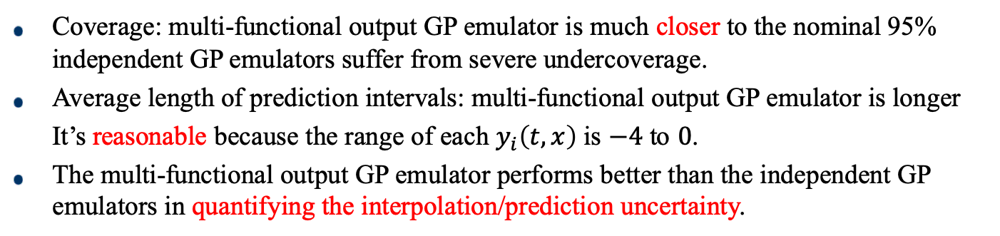 • Coverage: multi-functional output GP emulator is much closer to the nominal 95%
independent GP emulators suffer from severe undercoverage.
• Average length of prediction intervals: multi-functional output GP emulator is longer
It’s reasonable because the range of each yᵢ(t, x) is −4 to 0.
• The multi-functional output GP emulator performs better than the independent GP
emulators in quantifying the interpolation/prediction uncertainty.